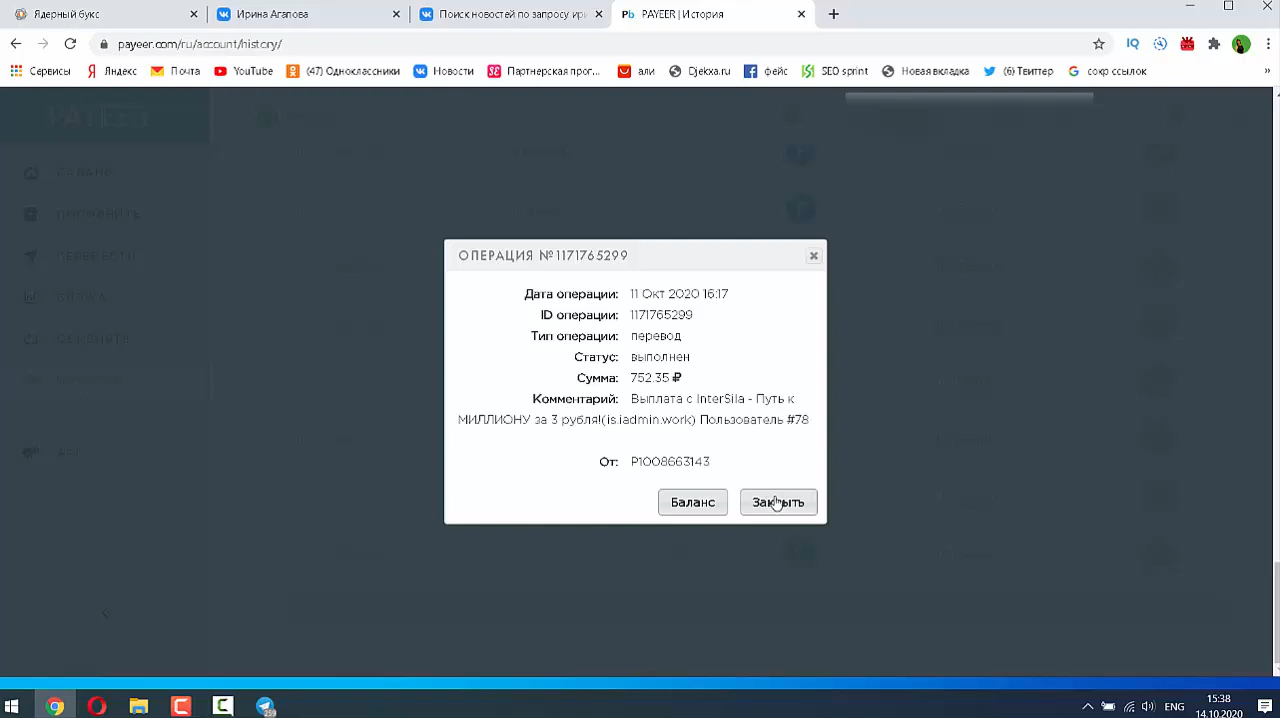 Ядерный букс
Ирина Агапова
Поиск новостей по запросу ири
PAYEER | История
payeer.com/ru/account/history/
Сервисы
Яндекс
Почта
YouTube
(47) Одноклассники
Новости
Партнерская прог...
али
Djekxa.ru
фейс
SEO sprint
Новая вкладка
(6) Твиттер
сокр ссылок
»
ОПЕРАЦИЯ №1171765299
Дата операции: 11 Окт 2020 16:17
ID операции: 1171765299
Тип операции: перевод
Статус: выполнен
Сумма: 752.35 ₽
Комментарий: Выплата с InterSila - Путь к
МИЛЛИОНУ за 3 рубля!(is.iadmin.work) Пользователь #78
От: P1008663143
Баланс
Закрыть
ENG
15:38
14.10.2020